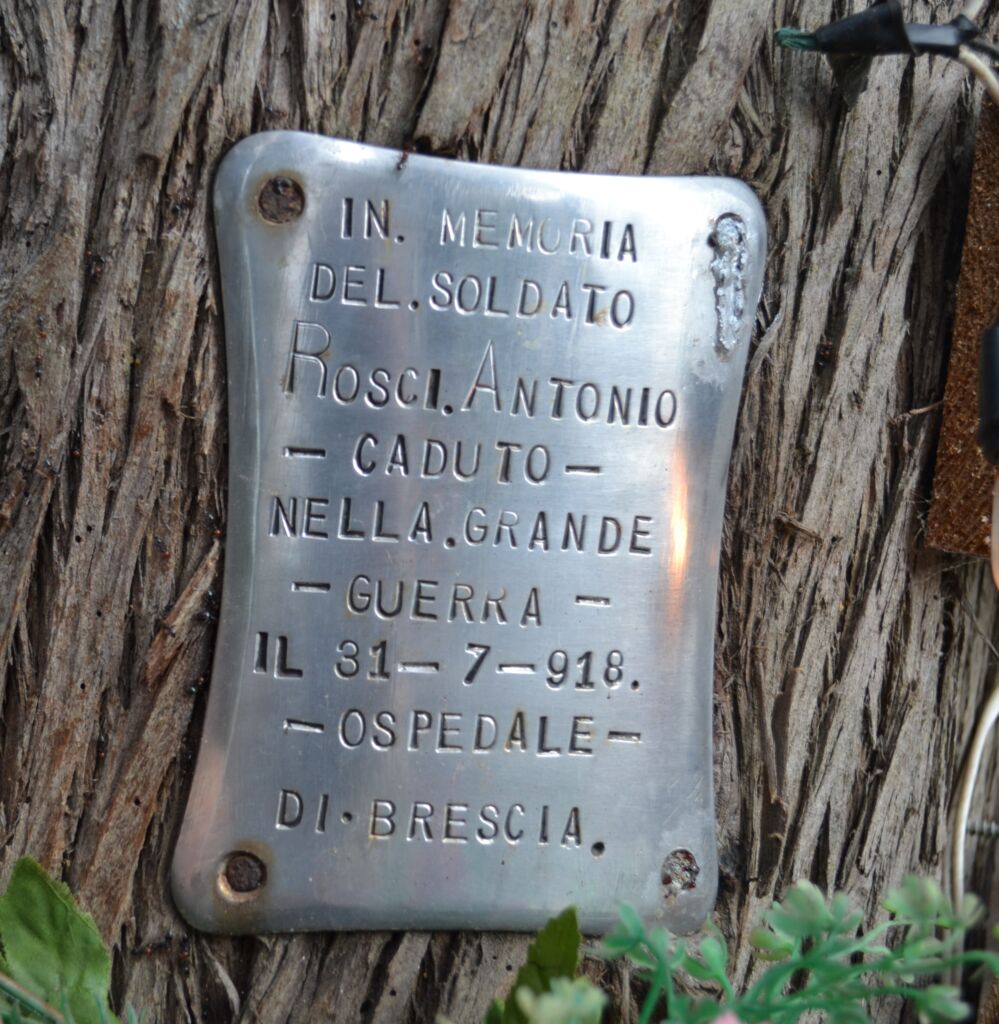 IN. MEMORIA
DEL. SOLDATO
ROSCI. ANTONIO
— CADUTO —
NELLA. GRANDE
— GUERRA —
IL 31— 7—918.
— OSPEDALE —
DI·BRESCIA.